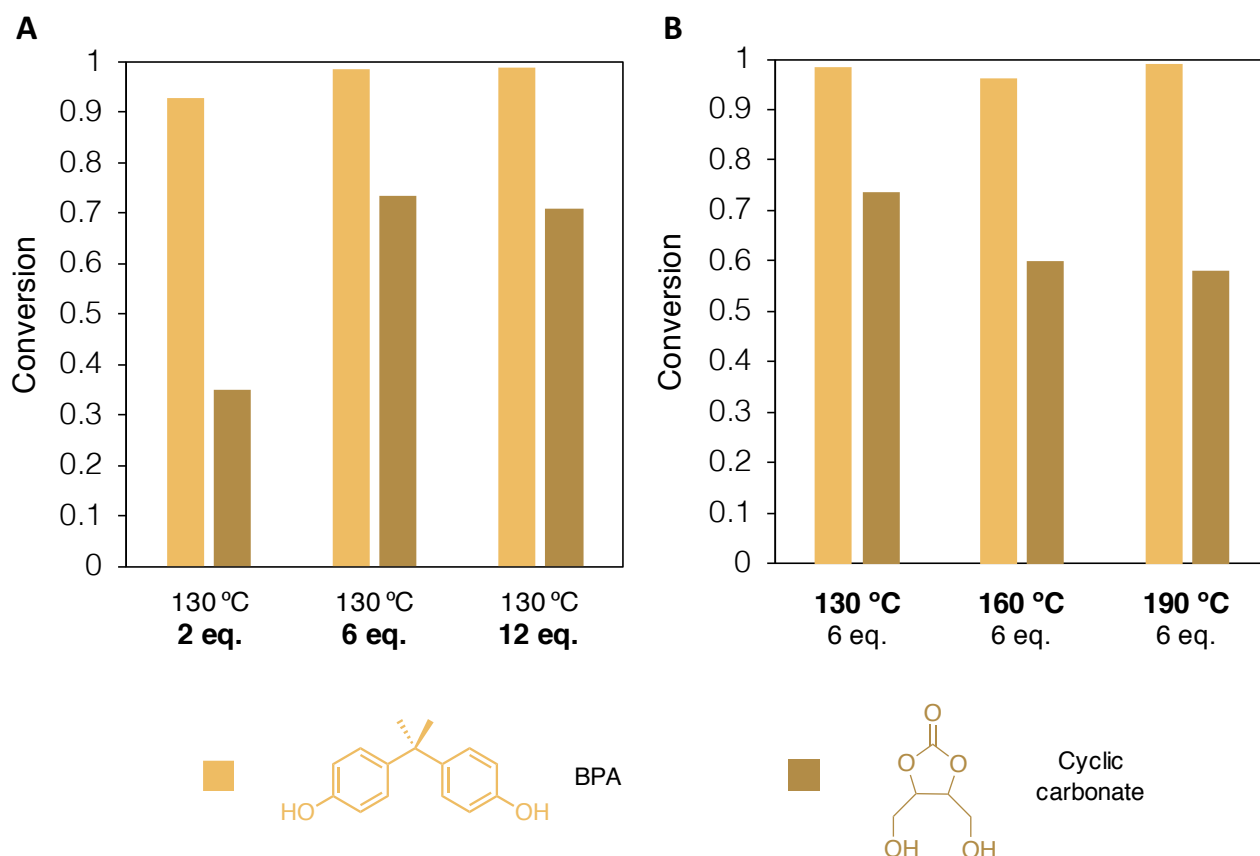 A
1
0.9
0.8
0.7
0.6
0.5
0.4
0.3
0.2
0.1
0
Conversion
130 ºC
2 eq.
130 ºC
6 eq.
130 ºC
12 eq.
B
1
0.9
0.8
0.7
0.6
0.5
0.4
0.3
0.2
0.1
0
Conversion
130 ºC
6 eq.
160 ºC
6 eq.
190 ºC
6 eq.
HO
OH
BPA
O
O
O
OH
OH
Cyclic
carbonate